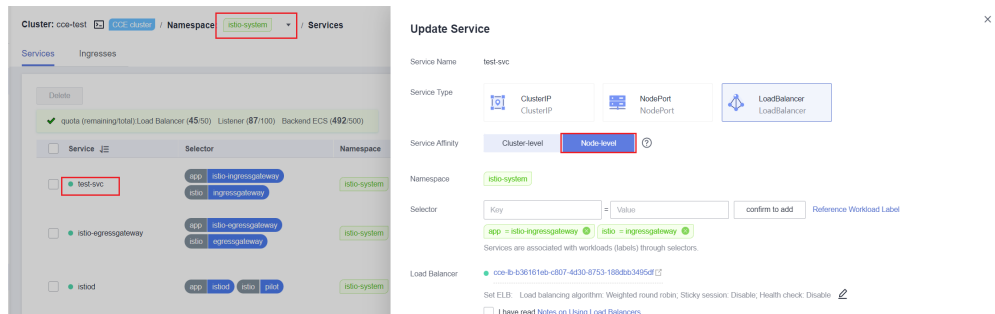 Cluster: cce-test CCE cluster / Namespace istio-system / Services
Services Ingresses
Delete
quota (remaining/total):Load Balancer (45/50) Listener (87/100) Backend ECS (492/500)
Service Selector Namespace
test-svc app istio-ingressgateway istio ingressgateway istio-system
istio-egressgateway app istio-egressgateway istio egressgateway istio-system
istiod app istiod istio pilot istio-system
Update Service
Service Name test-svc
Service Type ClusterIP ClusterIP NodePort NodePort LoadBalancer LoadBalancer
Service Affinity Cluster-level Node-level
Namespace istio-system
Selector Key = Value confirm to add Reference Workload Label
app = istio-ingressgateway istio = ingressgateway
Services are associated with workloads (labels) through selectors.
Load Balancer cce-lb-b36161eb-c807-4d30-8753-188dbb3495df
Set ELB: Load balancing algorithm: Weighted round robin; Sticky session: Disable; Health check: Disable
I have read Notes on Using Load Balancers